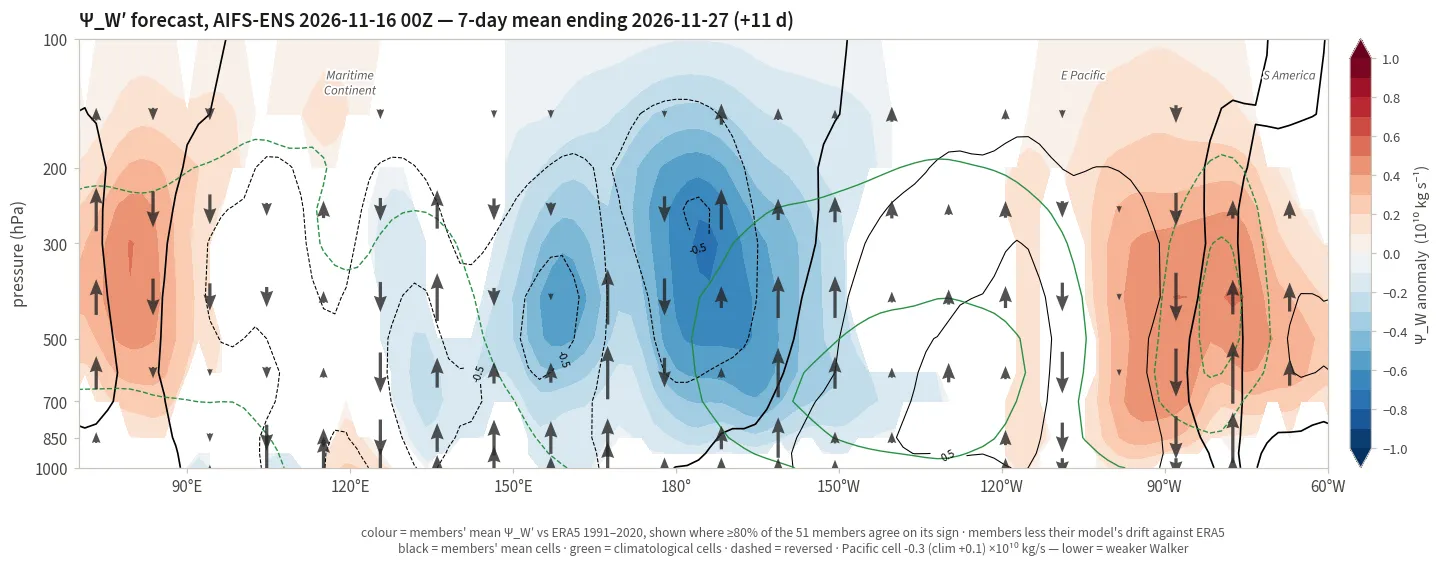 Ψ_W′ forecast, AIFS-ENS 2026-11-16 00Z — 7-day mean ending 2026-11-27 (+11 d)
100
200
300
400
500
700
850
1000
pressure (hPa)
Maritime
Continent
E Pacific
S America
-0.5
-0.5
-0.5
0.5
90°E
120°E
150°E
180°
150°W
120°W
90°W
60°W
1.0
0.8
0.6
0.4
0.2
0.0
−0.2
−0.4
−0.6
−0.8
−1.0
Ψ_W anomaly (10¹⁰ kg s⁻¹)
colour = members' mean Ψ_W′ vs ERA5 1991–2020, shown where ≥80% of the 51 members agree on its sign · members less their model's drift against ERA5
black = members' mean cells · green = climatological cells · dashed = reversed · Pacific cell -0.3 (clim +0.1) ×10¹⁰ kg/s — lower = weaker Walker